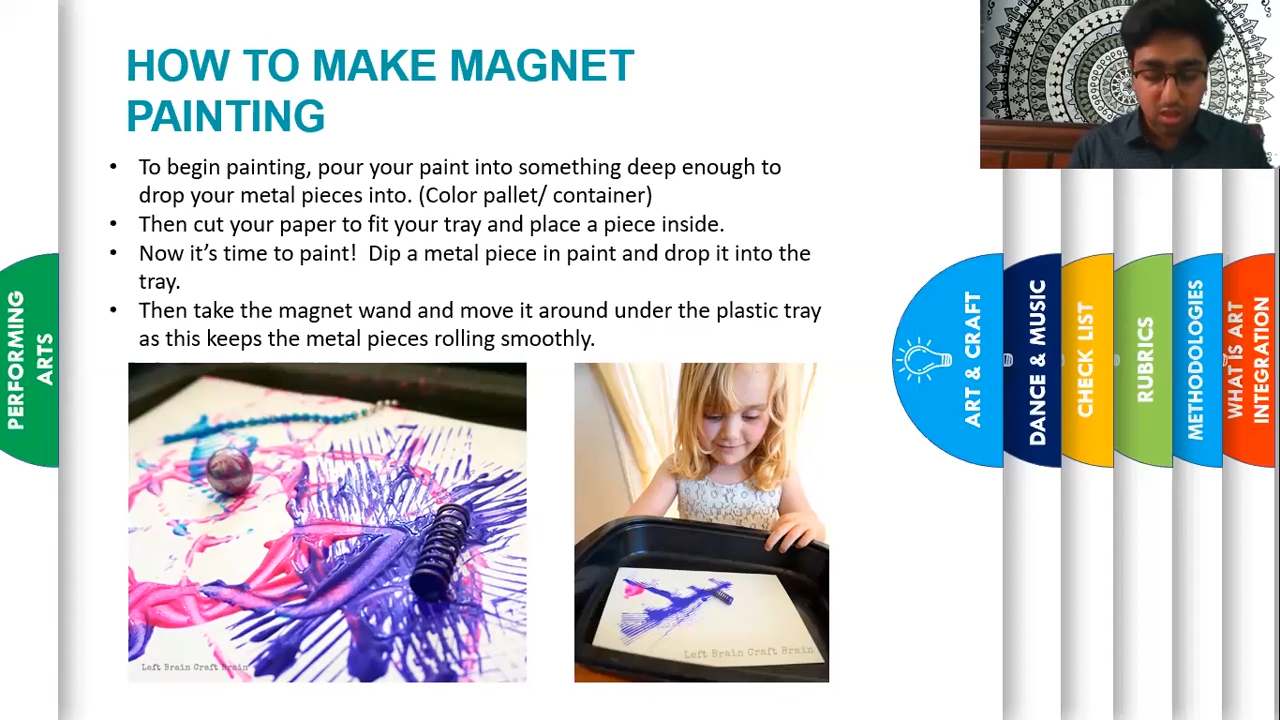 HOW TO MAKE MAGNET
PAINTING
• To begin painting, pour your paint into something deep enough to
drop your metal pieces into. (Color pallet/ container)
• Then cut your paper to fit your tray and place a piece inside.
• Now it’s time to paint!  Dip a metal piece in paint and drop it into the
tray.
• Then take the magnet wand and move it around under the plastic tray
as this keeps the metal pieces rolling smoothly.
PERFORMING
ARTS
ART & CRAFT
DANCE & MUSIC
CHECK LIST
RUBRICS
METHODOLOGIES
WHAT IS ART
INTEGRATION
Left Brain Craft Brain
Left Brain Craft Brain